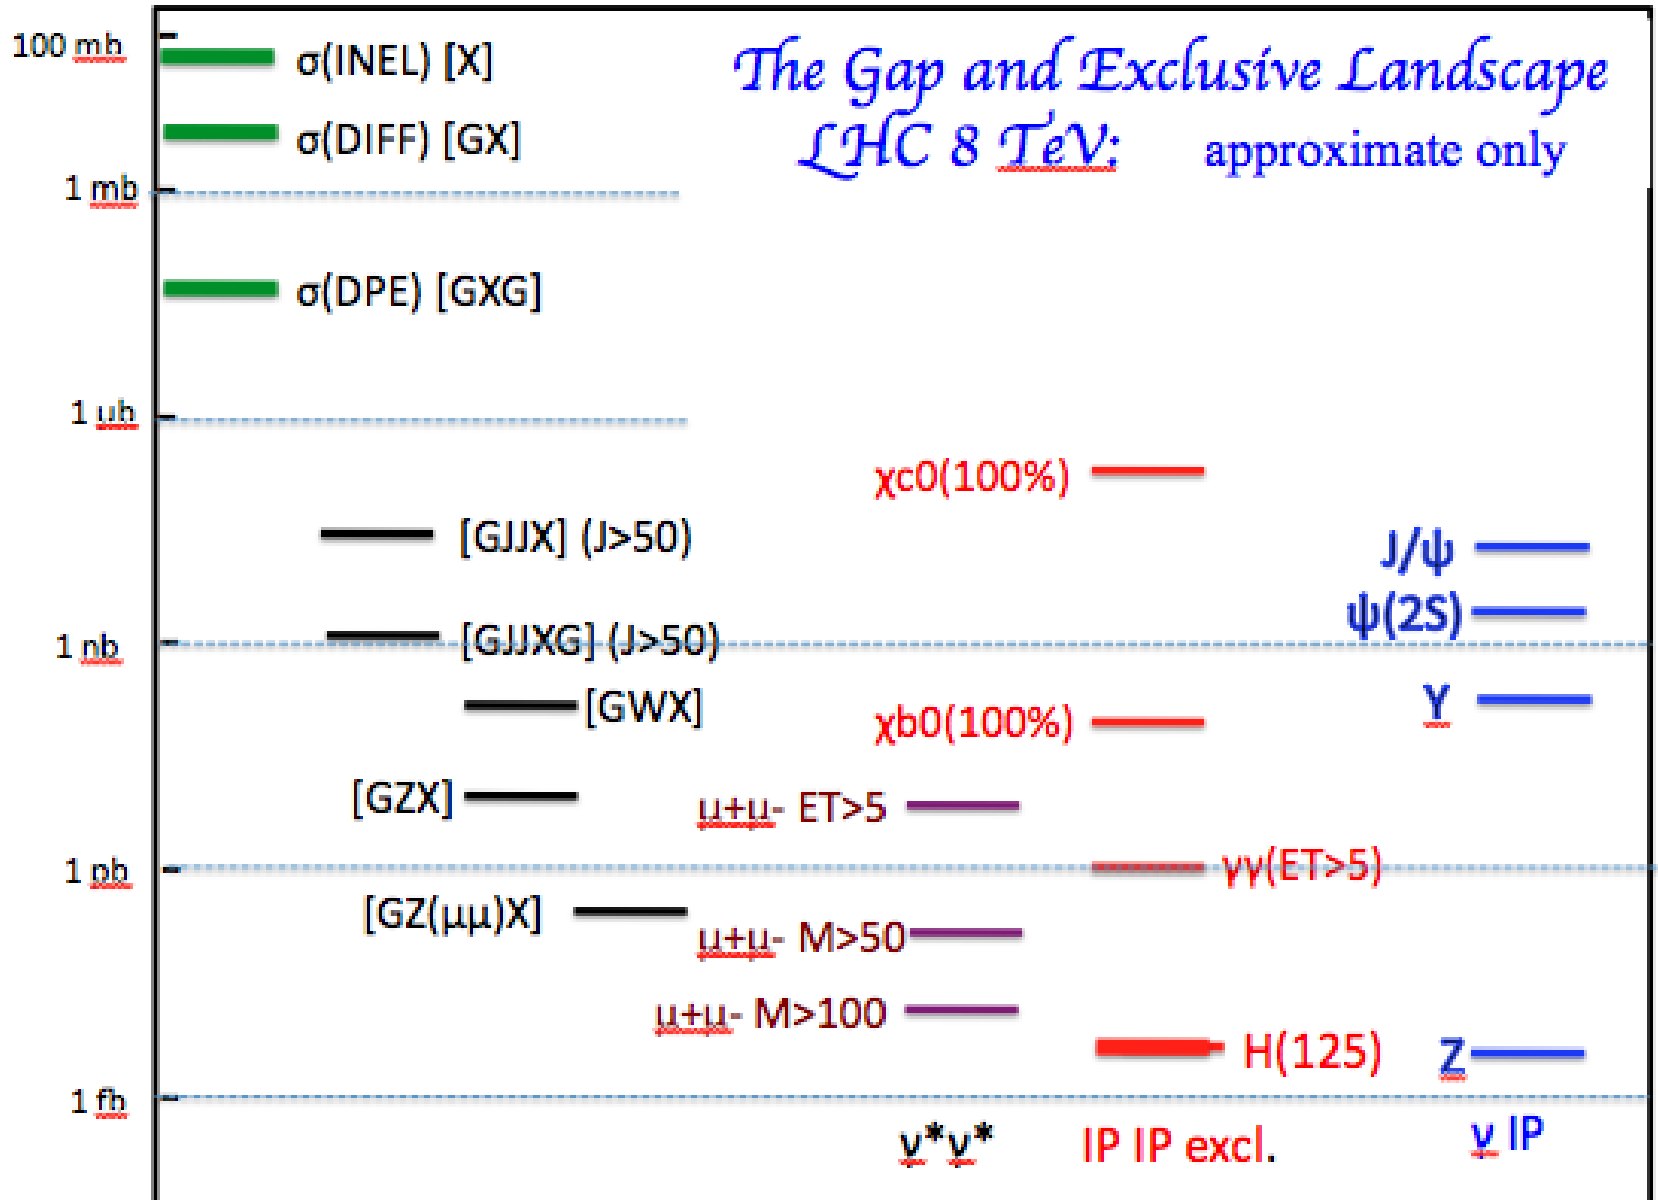 The Gap and Exclusive Landscape
LHC 8 TeV: approximate only
100 mb
σ(INEL) [X]
σ(DIFF) [GX]
1 mb
σ(DPE) [GXG]
1 ub
χc0(100%)
[GJJX] (J>50)
J/ψ
ψ(2S)
[GJJXG] (J>50)
1 nb
[GWX]
χb0(100%)
Y
[GZX]
μ+μ- ET>5
1 pb
γγ(ET>5)
[GZ(μμ)X]
μ+μ- M>50
μ+μ- M>100
H(125)
Z
1 fb
γ*γ*
IP IP excl.
γ IP